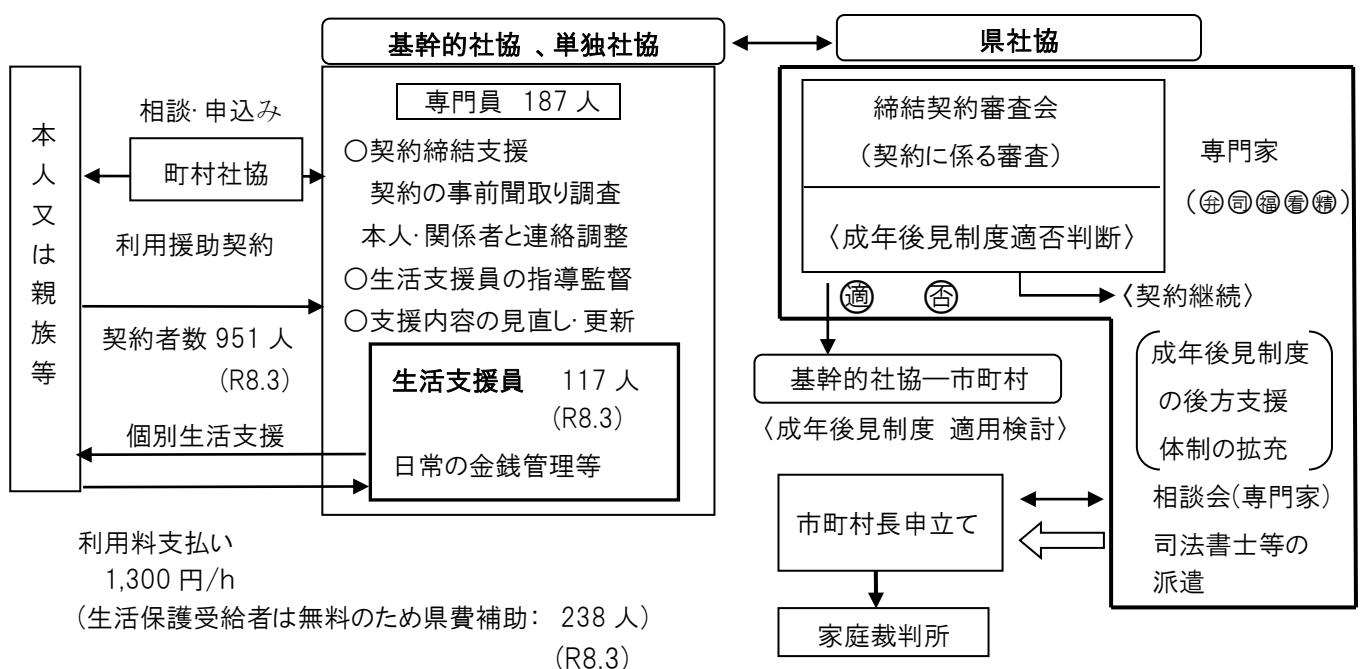 基幹的社協 、単独社協
県社協
本人又は親族等
相談・申込み
町村社協
利用援助契約
契約者数 951 人
(R8.3)
個別生活支援
専門員 187 人
○契約締結支援
契約の事前聞取り調査
本人・関係者と連絡調整
○生活支援員の指導監督
○支援内容の見直し・更新
生活支援員 117 人
(R8.3)
日常の金銭管理等
利用料支払い
1,300 円/h
(生活保護受給者は無料のため県費補助: 238 人)
(R8.3)
締結契約審査会
(契約に係る審査)
〈成年後見制度適否判断〉
専門家
(㊫㊂)
適 否
〈契約継続〉
基幹的社協―市町村
〈成年後見制度 適用検討〉
成年後見制度
の後方支援
体制の拡充
相談会(専門家)
司法書士等の
派遣
市町村長申立て
家庭裁判所